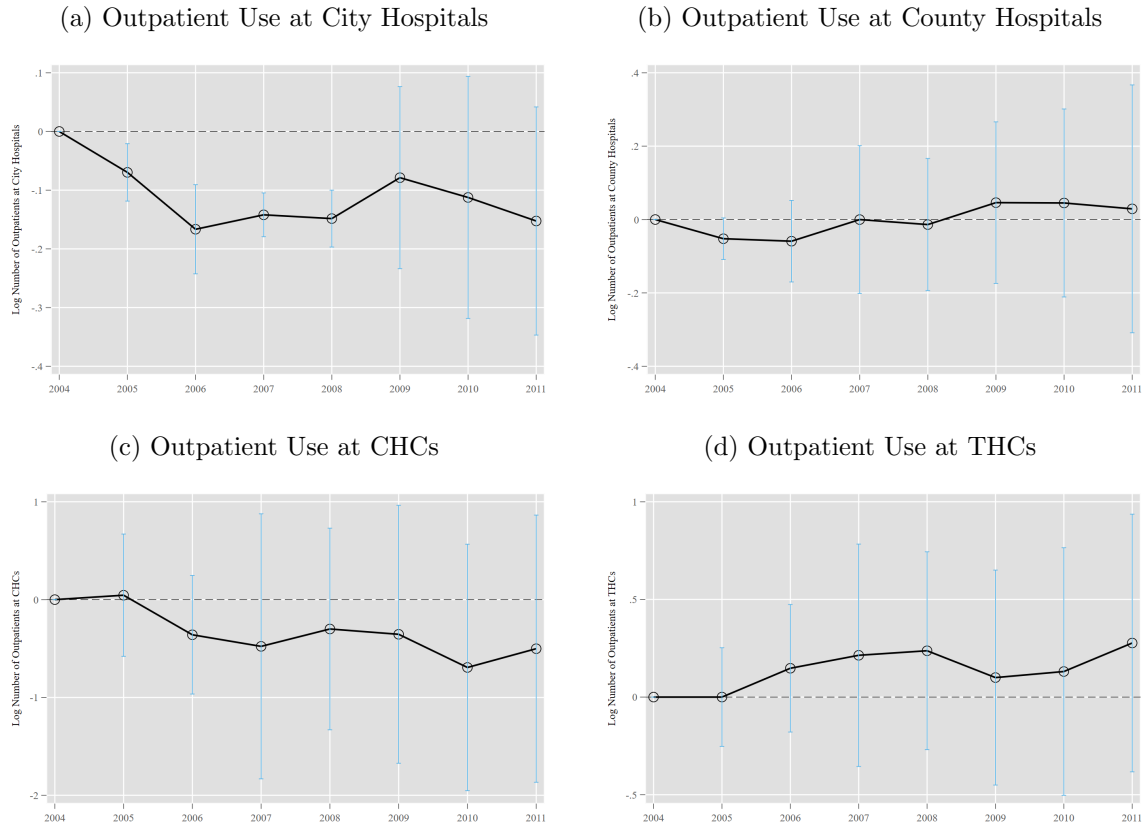 (a) Outpatient Use at City Hospitals
Log Number of Outpatients at City Hospitals
.1
0
-.1
-.2
-.3
-.4
2004 2005 2006 2007 2008 2009 2010 2011
(b) Outpatient Use at County Hospitals
Log Number of Outpatients at County Hospitals
.4
.2
0
-.2
-.4
2004 2005 2006 2007 2008 2009 2010 2011
(c) Outpatient Use at CHCs
Log Number of Outpatients at CHCs
1
0
-1
-2
2004 2005 2006 2007 2008 2009 2010 2011
(d) Outpatient Use at THCs
Log Number of Outpatients at THCs
1
.5
0
-.5
2004 2005 2006 2007 2008 2009 2010 2011